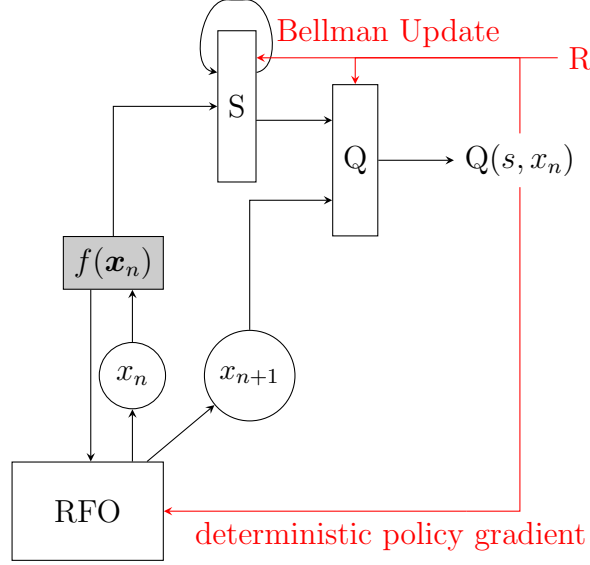 Bellman Update
R
S
Q
Q(s, xₙ)
f(𝒙ₙ)
xₙ
xₙ₊₁
RFO
deterministic policy gradient